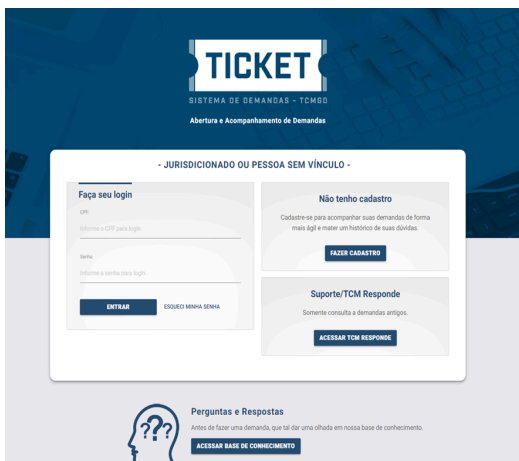 TICKET
SISTEMA DE DEMANDAS - TCMGO
Abertura e Acompanhamento de Demandas
- JURISDICIONADO OU PESSOA SEM VÍNCULO -
Faça seu login
CPF:
Informe o CPF para login
Senha:
Informe a senha para login
ENTRAR
ESQUECI MINHA SENHA
Não tenho cadastro
Cadastre-se para acompanhar suas demandas de forma
mais ágil e mater um histórico de suas dúvidas.
FAZER CADASTRO
Suporte/TCM Responde
Somente consulta a demandas antigos.
ACESSAR TCM RESPONDE
???
Perguntas e Respostas
Antes de fazer uma demanda, que tal dar uma olhada em nossa base de conhecimento.
ACESSAR BASE DE CONHECIMENTO